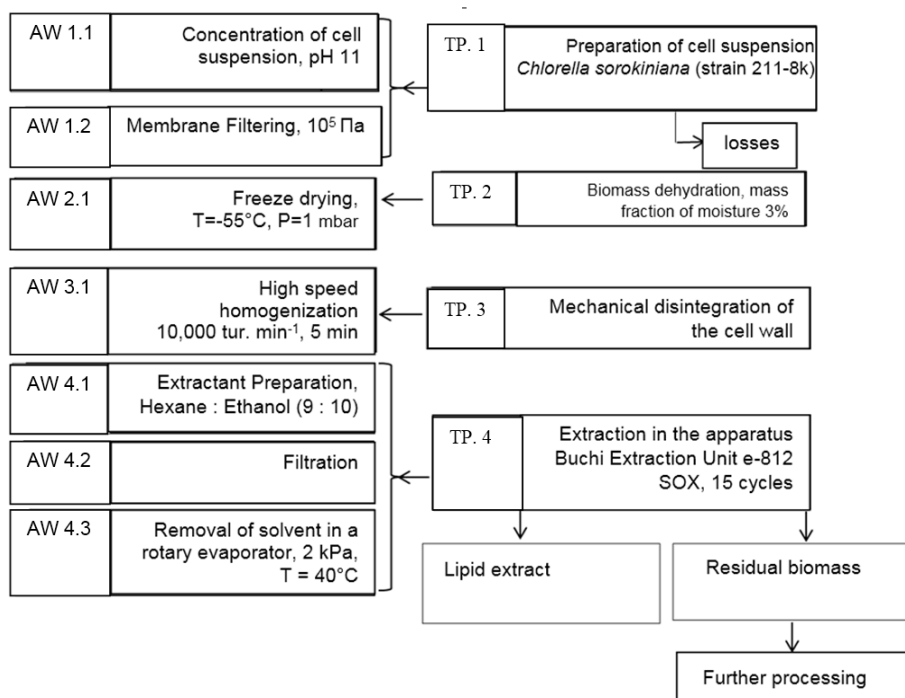 AW 1.1
Concentration of cell
suspension, pH 11
TP. 1
Preparation of cell suspension
Chlorella sorokiniana (strain 211-8k)
AW 1.2
Membrane Filtering, 10⁵ Па
losses
AW 2.1
Freeze drying,
T=-55°C, P=1 mbar
TP. 2
Biomass dehydration, mass
fraction of moisture 3%
AW 3.1
High speed
homogenization
10,000 tur. min⁻¹, 5 min
TP. 3
Mechanical disintegration of
the cell wall
AW 4.1
Extractant Preparation,
Hexane : Ethanol (9 : 10)
AW 4.2
Filtration
TP. 4
Extraction in the apparatus
Buchi Extraction Unit e-812
SOX, 15 cycles
AW 4.3
Removal of solvent in a
rotary evaporator, 2 kPa,
T = 40°C
Lipid extract
Residual biomass
Further processing